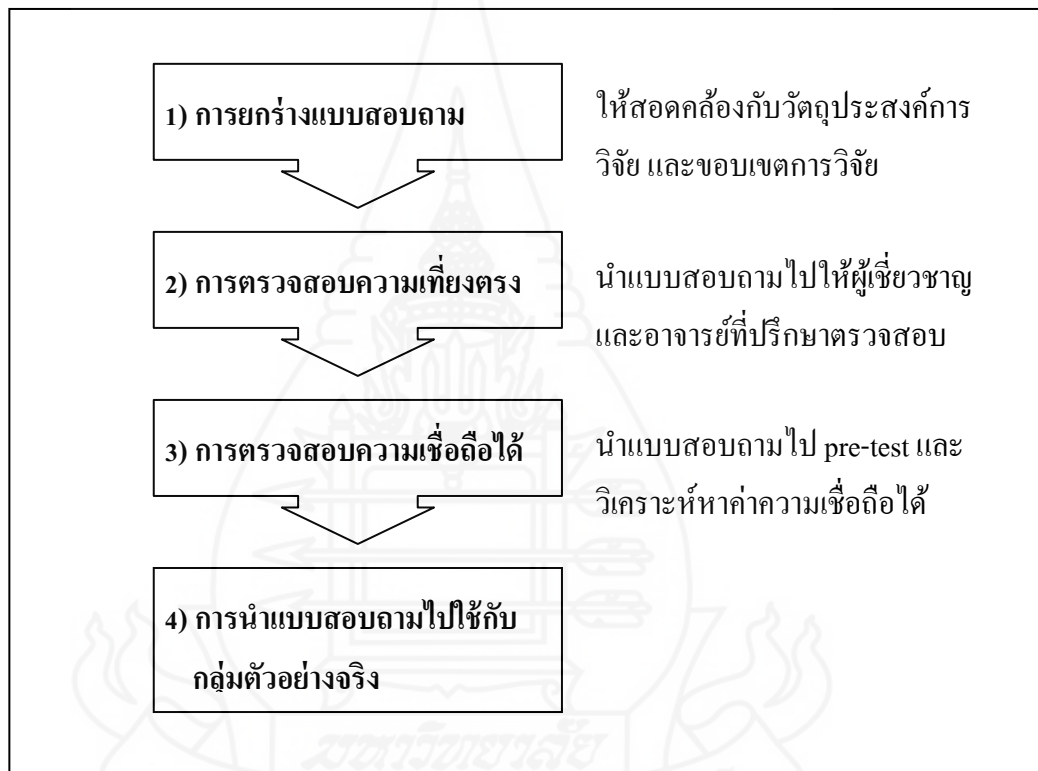 1) การยกร่างแบบสอบถาม
ให้สอดคล้องกับวัตถุประสงค์การ
วิจัย และขอบเขตการวิจัย
2) การตรวจสอบความเที่ยงตรง
นำแบบสอบถามไปให้ผู้เชี่ยวชาญ
และอาจารย์ที่ปรึกษาตรวจสอบ
3) การตรวจสอบความเชื่อถือได้
นำแบบสอบถามไป pre-test และ
วิเคราะห์หาค่าความเชื่อถือได้
4) การนำแบบสอบถามไปใช้กับ
กลุ่มตัวอย่างจริง
มหาวิทยาลัย